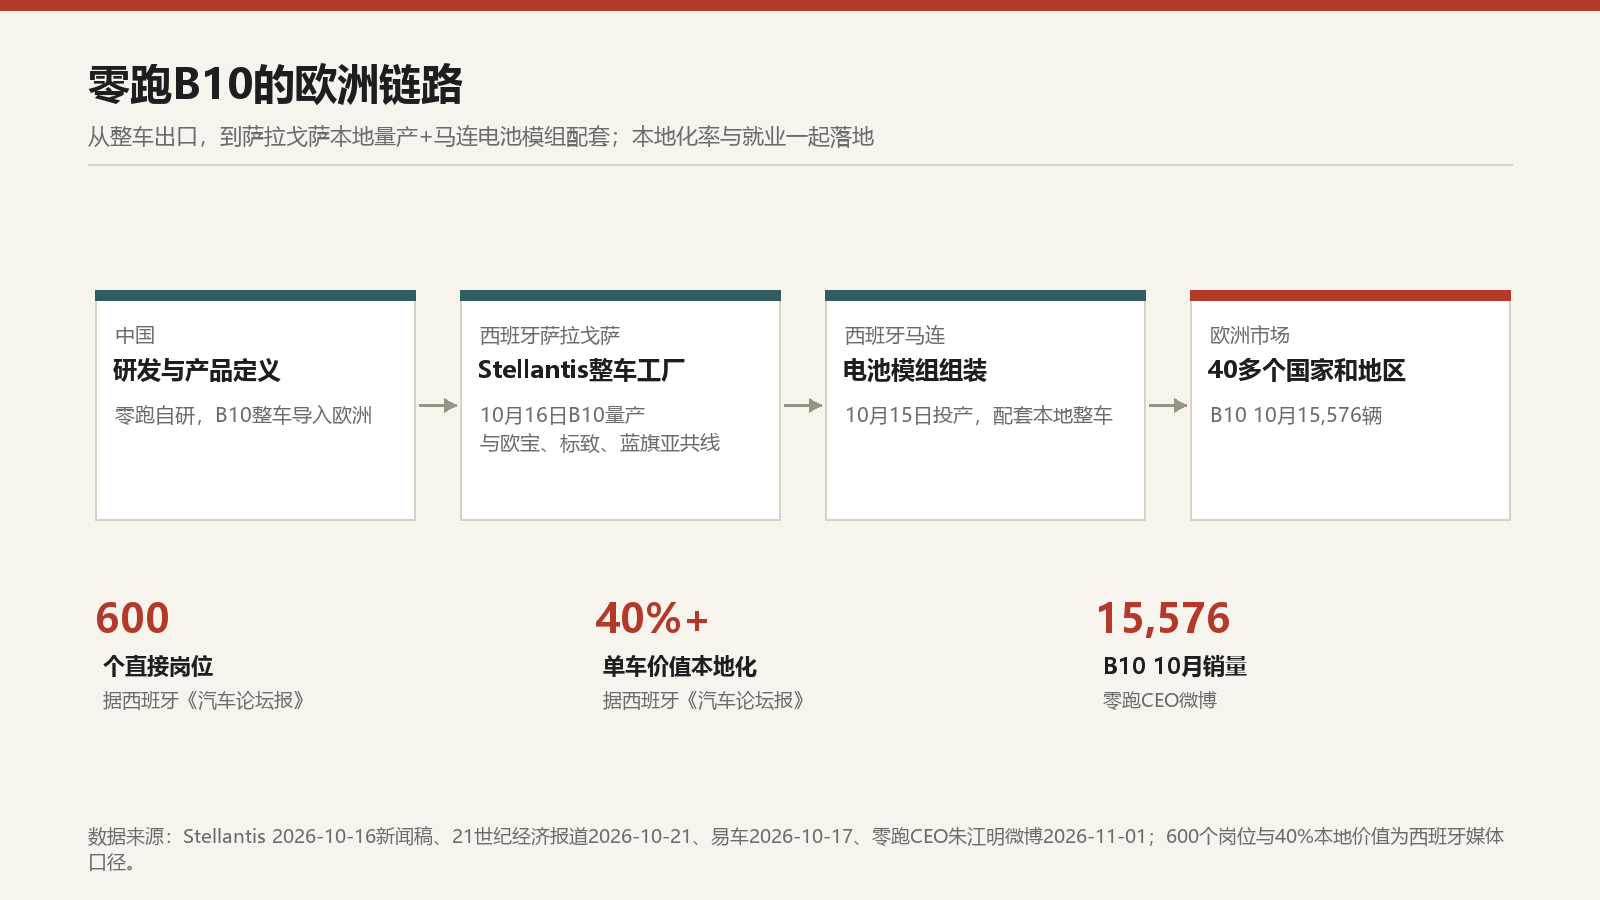 零跑B10的欧洲链路
从整车出口，到萨拉戈萨本地量产+马连电池模组配套；本地化率与就业一起落地
中国
研发与产品定义
零跑自研，B10整车导入欧洲
西班牙萨拉戈萨
Stellantis整车工厂
10月16日B10量产
与欧宝、标致、蓝旗亚共线
西班牙马连
电池模组组装
10月15日投产，配套本地整车
欧洲市场
40多个国家和地区
B10 10月15,576辆
600
个直接岗位
据西班牙《汽车论坛报》
40%+
单车价值本地化
据西班牙《汽车论坛报》
15,576
B10 10月销量
零跑CEO微博
数据来源：Stellantis 2026-10-16新闻稿、21世纪经济报道2026-10-21、易车2026-10-17、零跑CEO朱江明微博2026-11-01；600个岗位与40%本地价值为西班牙媒体
口径。